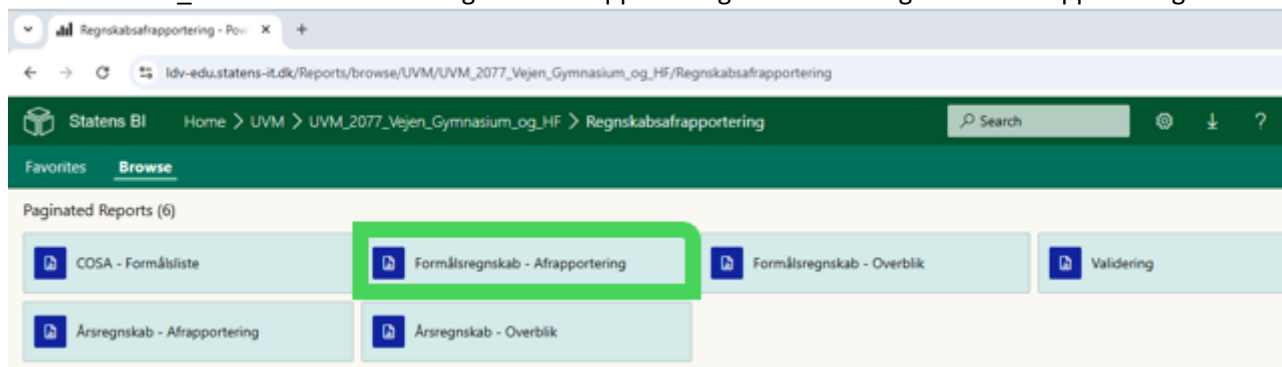 Regnskabsafrapportering - Pow
ldv-edu.statens-it.dk/Reports/browse/UVM/UVM_2077_Vejen_Gymnasium_og_HF/Regnskabsafrapportering
Statens BI Home > UVM > UVM_2077_Vejen_Gymnasium_og_HF > Regnskabsafrapportering Search ?
Favorites Browse
Paginated Reports (6)
COSA - Formålsliste Formålsregnskab - Afrapportering Formålsregnskab - Overblik Validering
Årsregnskab - Afrapportering Årsregnskab - Overblik